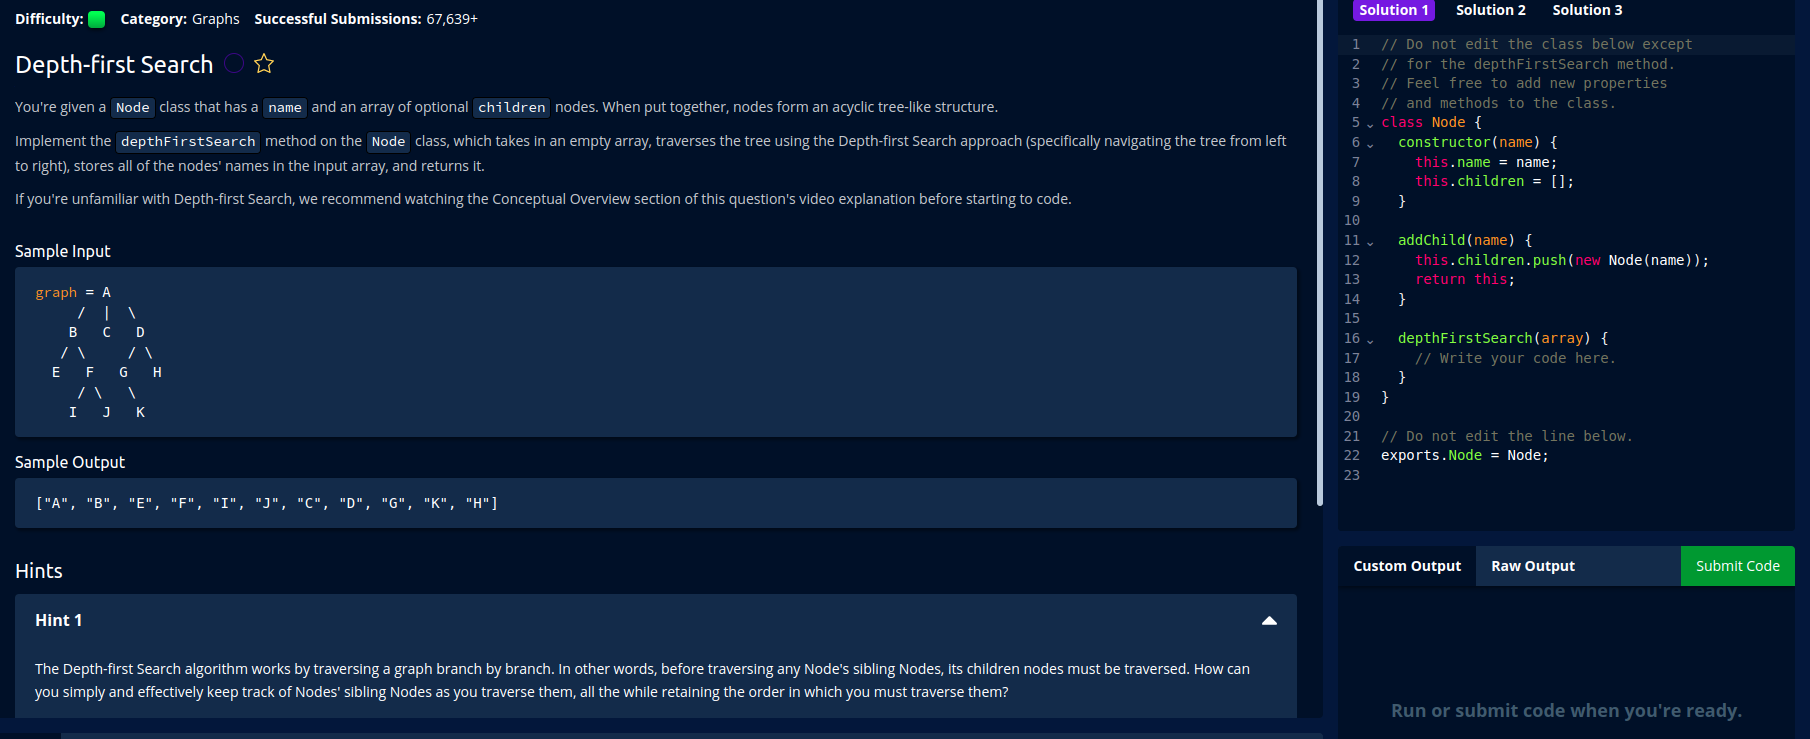 Difficulty: Category: Graphs Successful Submissions: 67,639+
Depth-first Search
You're given a Node class that has a name and an array of optional children nodes. When put together, nodes form an acyclic tree-like structure.
Implement the depthFirstSearch method on the Node class, which takes in an empty array, traverses the tree using the Depth-first Search approach (specifically navigating the tree from left
to right), stores all of the nodes' names in the input array, and returns it.
If you're unfamiliar with Depth-first Search, we recommend watching the Conceptual Overview section of this question's video explanation before starting to code.
Sample Input
graph = A
     /  |  \
    B   C   D
   / \     / \
  E   F   G   H
     / \   \
    I   J   K
Sample Output
["A", "B", "E", "F", "I", "J", "C", "D", "G", "K", "H"]
Hints
Hint 1
The Depth-first Search algorithm works by traversing a graph branch by branch. In other words, before traversing any Node's sibling Nodes, its children nodes must be traversed. How can
you simply and effectively keep track of Nodes' sibling Nodes as you traverse them, all the while retaining the order in which you must traverse them?
Solution 1 Solution 2 Solution 3
1 // Do not edit the class below except
2 // for the depthFirstSearch method.
3 // Feel free to add new properties
4 // and methods to the class.
5 class Node {
6   constructor(name) {
7     this.name = name;
8     this.children = [];
9   }
10
11   addChild(name) {
12     this.children.push(new Node(name));
13     return this;
14   }
15
16   depthFirstSearch(array) {
17     // Write your code here.
18   }
19 }
20
21 // Do not edit the line below.
22 exports.Node = Node;
23
Custom Output Raw Output Submit Code
Run or submit code when you're ready.